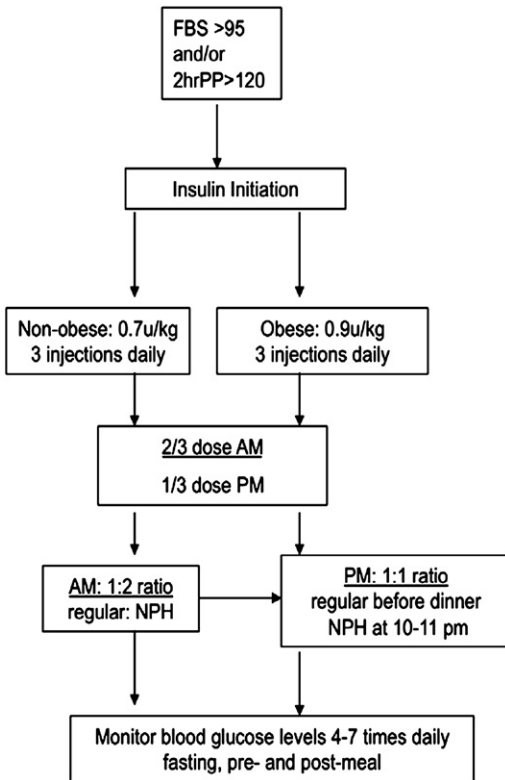 FBS >95
and/or
2hrPP>120
Insulin Initiation
Non-obese: 0.7u/kg
3 injections daily
Obese: 0.9u/kg
3 injections daily
2/3 dose AM
1/3 dose PM
AM: 1:2 ratio
regular: NPH
PM: 1:1 ratio
regular before dinner
NPH at 10-11 pm
Monitor blood glucose levels 4-7 times daily
fasting, pre- and post-meal